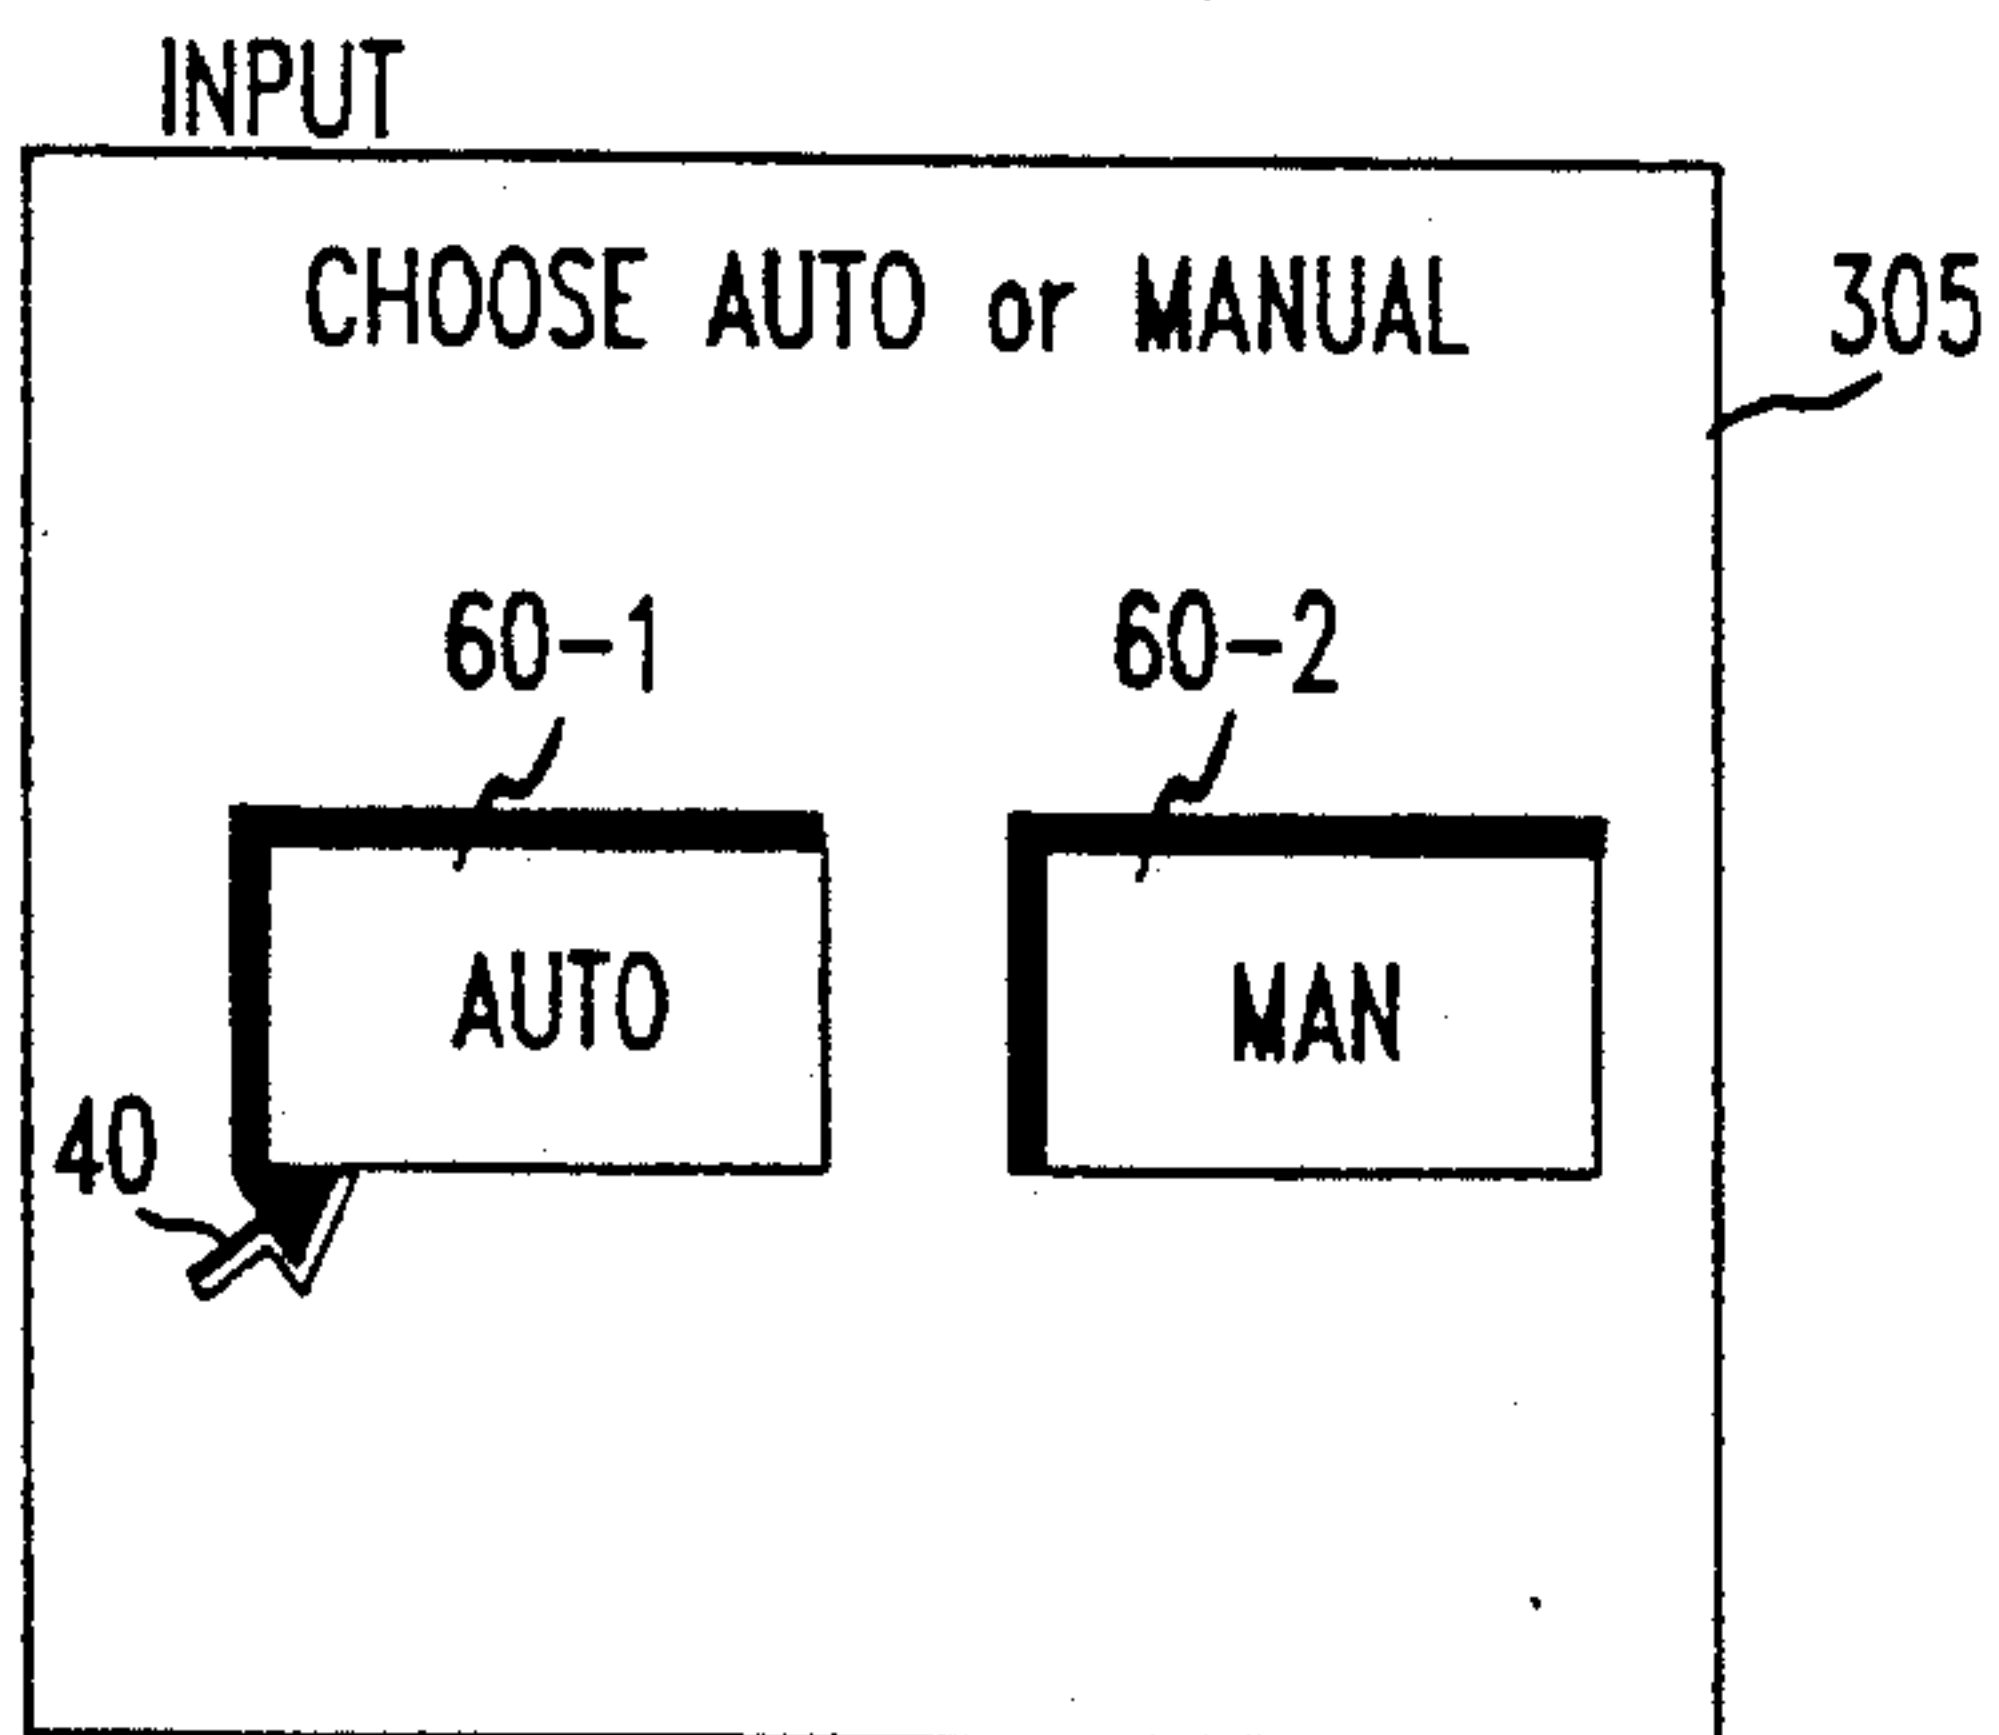 INPUT
CHOOSE AUTO or MANUAL
305
60-1 60-2
AUTO MAN
40